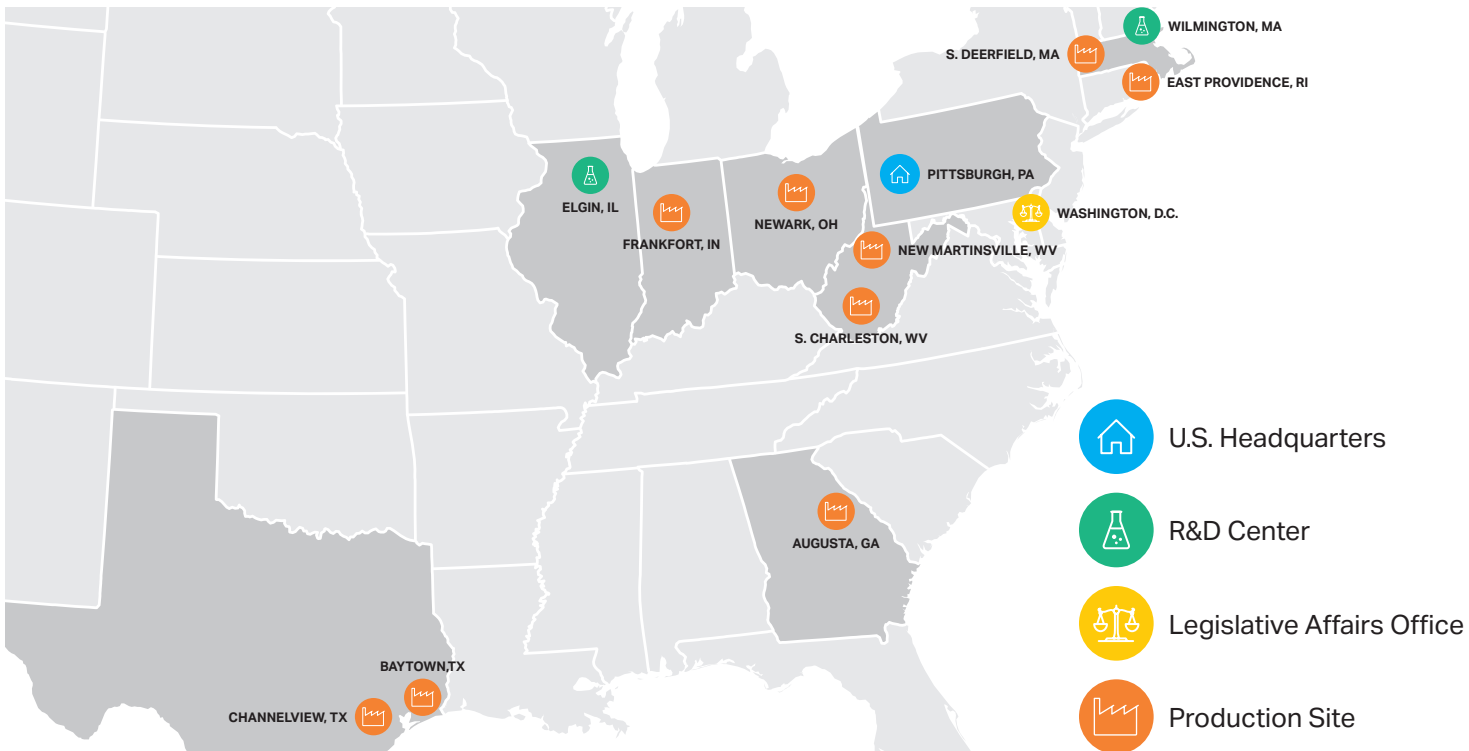 WILMINGTON, MA
S. DEERFIELD, MA
EAST PROVIDENCE, RI
PITTSBURGH, PA
ELGIN, IL
WASHINGTON, D.C.
NEWARK, OH
FRANKFORT, IN
NEW MARTINSVILLE, WV
S. CHARLESTON, WV
U.S. Headquarters
R&D Center
AUGUSTA, GA
Legislative Affairs Office
BAYTOWN,TX
CHANNELVIEW, TX
Production Site